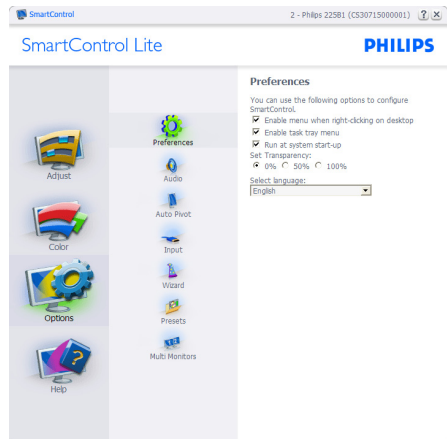 SmartControl
2 - Philips 225B1 (CS30715000001)
SmartControl Lite
PHILIPS
Adjust
Color
Options
Help
Preferences
Audio
Auto Pivot
Input
Wizard
Presets
Multi Monitors
Preferences
You can use the following options to configure
SmartControl.
Enable menu when right-clicking on desktop
Enable task tray menu
Run at system start-up
Set Transparency:
0% 50% 100%
Select language:
English